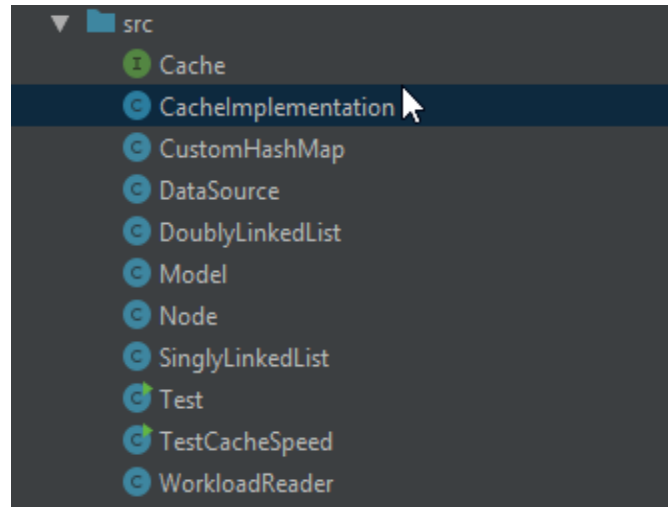 src
I Cache
C CacheImplementation
C CustomHashMap
C DataSource
C DoublyLinkedList
C Model
C Node
C SinglyLinkedList
C Test
C TestCacheSpeed
C WorkloadReader